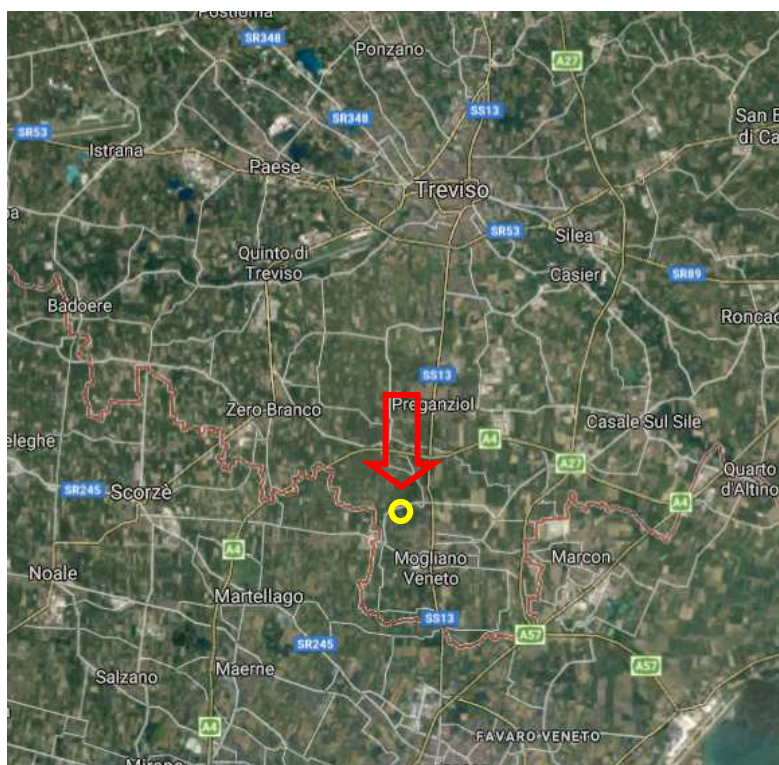 SR348
Ponzano
A27
SS13
SR348
San B
di Ca
SR53
Istrana
Paese
Treviso
SR53
Silea
Quinto di
Treviso
Casier
SR89
Badoere
Roncad
SS13
Preganziol
Zero Branco
Casale Sul Sile
A4
eleghe
A27
Quarto
d'Altino
SR245
Scorzè
A4
A4
Mogliano
Veneto
Marcon
Noale
Martellago
SS13
A57
SR245
Maerne
A57
Salzano
A4
FAVARO VENETO